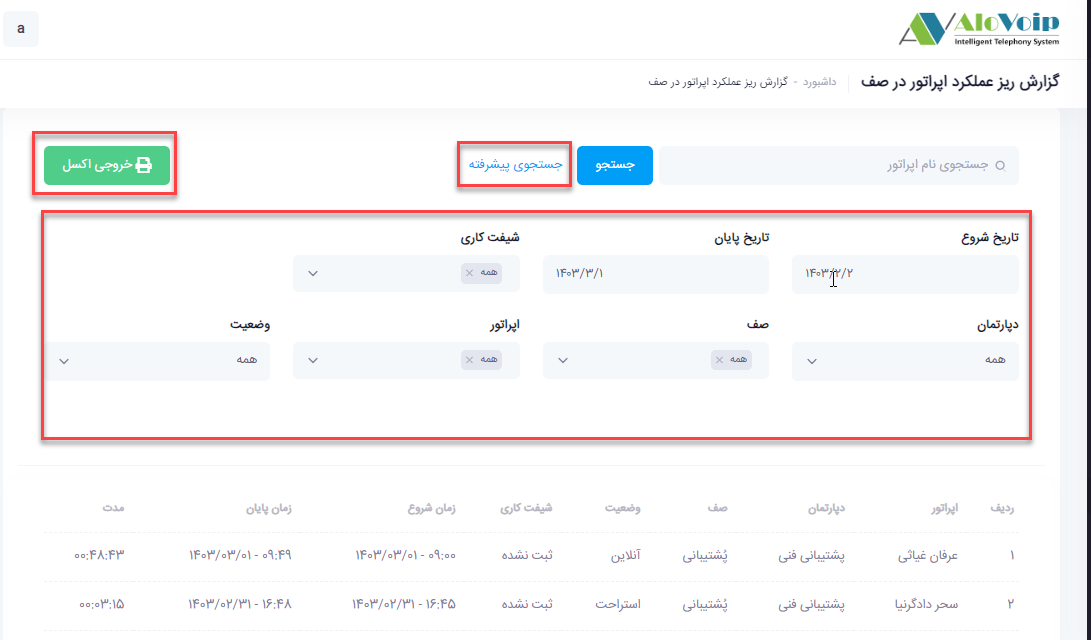 a
AloVoip
Intelligent Telephony System
گزارش ریز عملکرد اپراتور در صف
داشبورد - گزارش ریز عملکرد اپراتور در صف
جستجوی نام اپراتور
جستجو
جستجوی پیشرفته
خروجی اکسل
تاریخ شروع تاریخ پایان شیفت کاری
۱۴۰۳/۲/۲ ۱۴۰۳/۳/۱ همه ×
دپارتمان صف اپراتور وضعیت
همه همه × همه × همه
ردیف اپراتور دپارتمان صف وضعیت شیفت کاری زمان شروع زمان پایان مدت
۱ عرفان غیاثی پشتیبانی فنی پُشتیبانی آنلاین ثبت نشده ۱۴۰۳/۰۳/۰۱ - ۰۹:۰۰ ۱۴۰۳/۰۳/۰۱ - ۰۹:۴۹ ۰۰:۴۸:۴۳
۲ سحر دادگرنیا پشتیبانی فنی پُشتیبانی استراحت ثبت نشده ۱۴۰۳/۰۲/۳۱ - ۱۶:۴۵ ۱۴۰۳/۰۲/۳۱ - ۱۶:۴۸ ۰۰:۰۳:۱۵